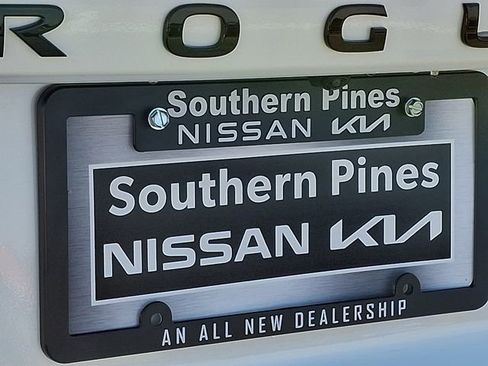 ROGU
Southern Pines
NISSAN KIA
Southern Pines
NISSAN KIA
AN ALL NEW DEALERSHIP